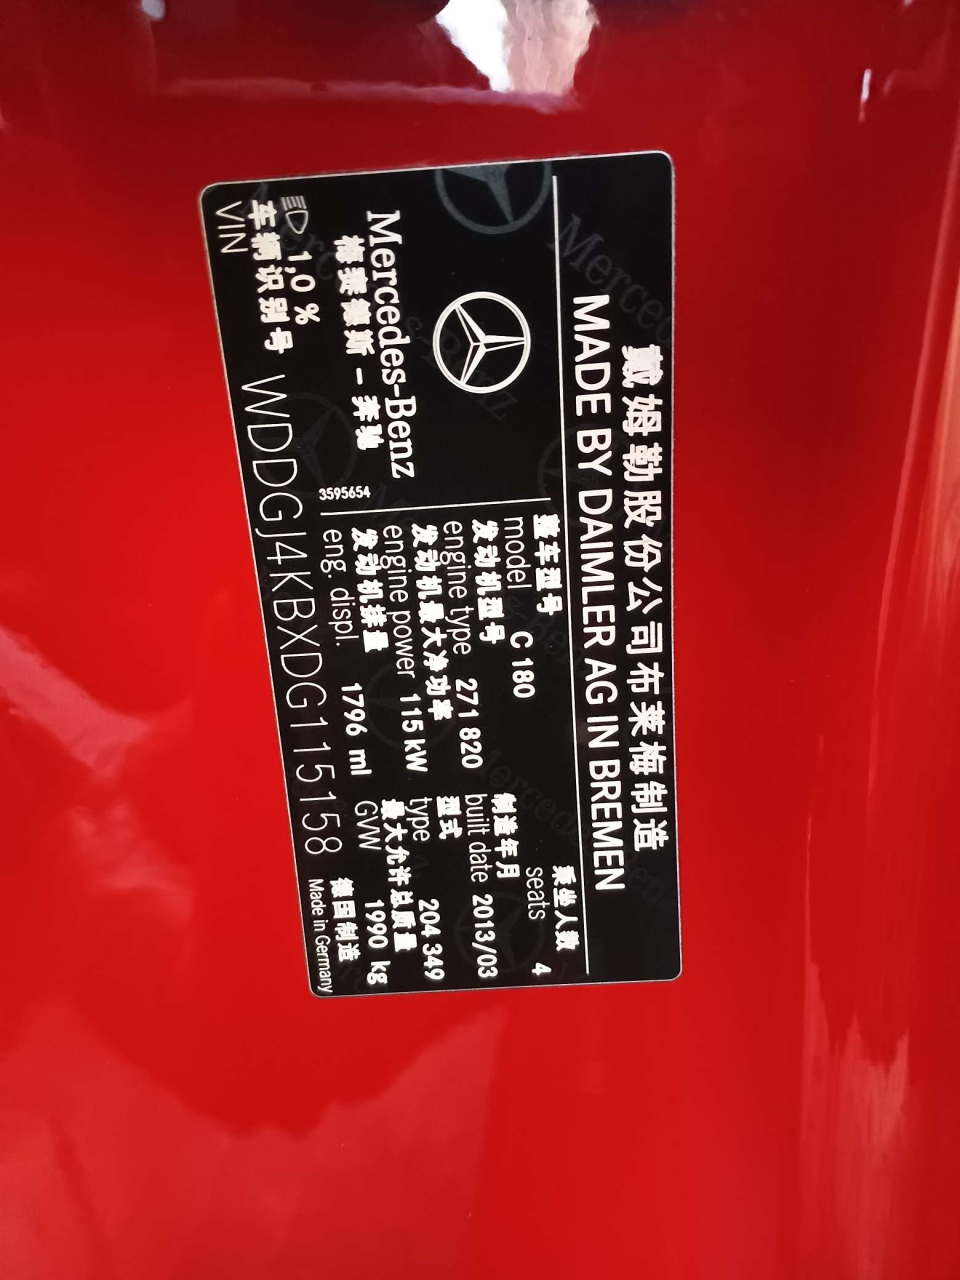 戴姆勒股份公司布莱梅制造
MADE BY DAIMLER AG IN BREMEN
Mercedes-Benz
梅赛德斯－奔驰
1,0 %
3595654
整车型号
model C 180
发动机型号
engine type 271 820
发动机最大净功率
engine power 115 kW
发动机排量
eng. displ. 1796 ml
乘坐人数
seats 4
制造年月
built date 2013/03
型式
type 204 349
最大允许总质量
GVW 1990 kg
车辆识别号
VIN WDDGJ4KBXDG115158
德国制造
Made in Germany